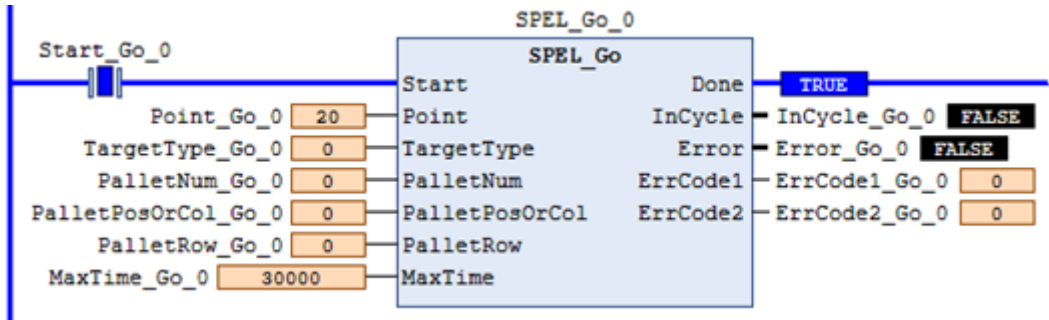 SPEL_Go_0
Start_Go_0
SPEL_Go
Start Done TRUE
Point_Go_0 20 Point InCycle InCycle_Go_0 FALSE
TargetType_Go_0 0 TargetType Error Error_Go_0 FALSE
PalletNum_Go_0 0 PalletNum ErrCode1 ErrCode1_Go_0 0
PalletPosOrCol_Go_0 0 PalletPosOrCol ErrCode2 ErrCode2_Go_0 0
PalletRow_Go_0 0 PalletRow
MaxTime_Go_0 30000 MaxTime